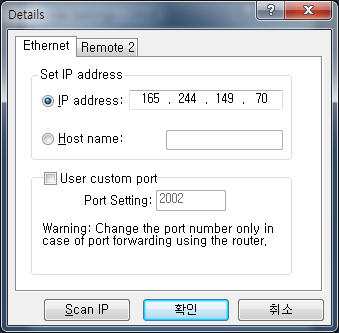 Details
Ethernet
Remote 2
Set IP address
IP address:
165 . 244 . 149 . 70
Host name:
User custom port
Port Setting: 2002
Warning: Change the port number only in
case of port forwarding using the router.
Scan IP
확인
취소